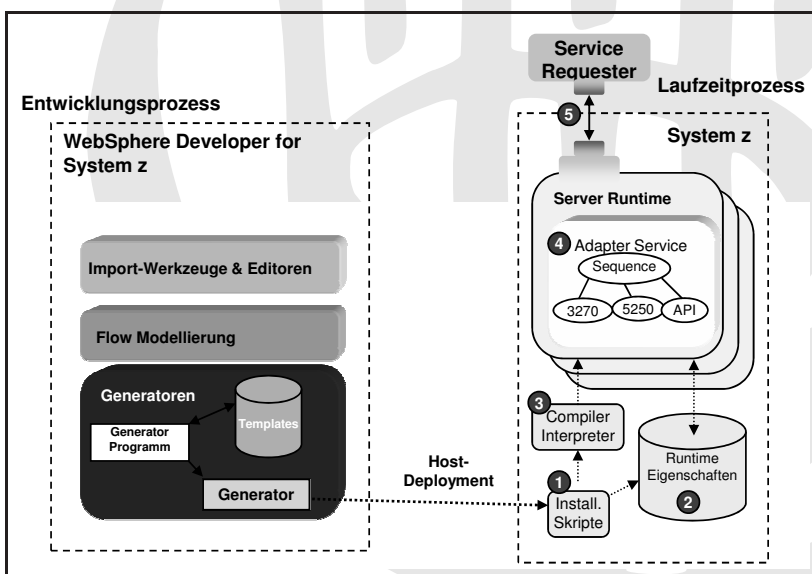 Entwicklungsprozess
WebSphere Developer for
System z
Import-Werkzeuge & Editoren
Flow Modellierung
Generatoren
Generator
Programm
Templates
Generator
Host-
Deployment
Service
Requester
Laufzeitprozess
5
System z
Server Runtime
4 Adapter Service
Sequence
3270
5250
API
3
Compiler
Interpreter
1
Install.
Skripte
Runtime
Eigenschaften
2